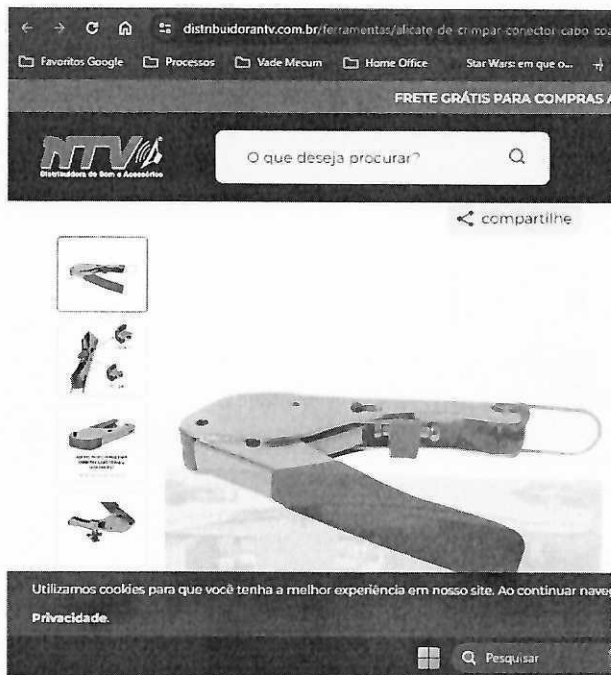 distribuidorantv.com.br/ferramentas/alicate-de-crimpar-conector-cabo-coa
Favoritos Google Processos Vade Mecum Home Office Star Wars: em que o...
FRETE GRÁTIS PARA COMPRAS A
NTV
Distribuidora de Som e Acessórios
O que deseja procurar?
compartilhe
Utilizamos cookies para que você tenha a melhor experiência em nosso site. Ao continuar nave
Privacidade.
Pesquisar